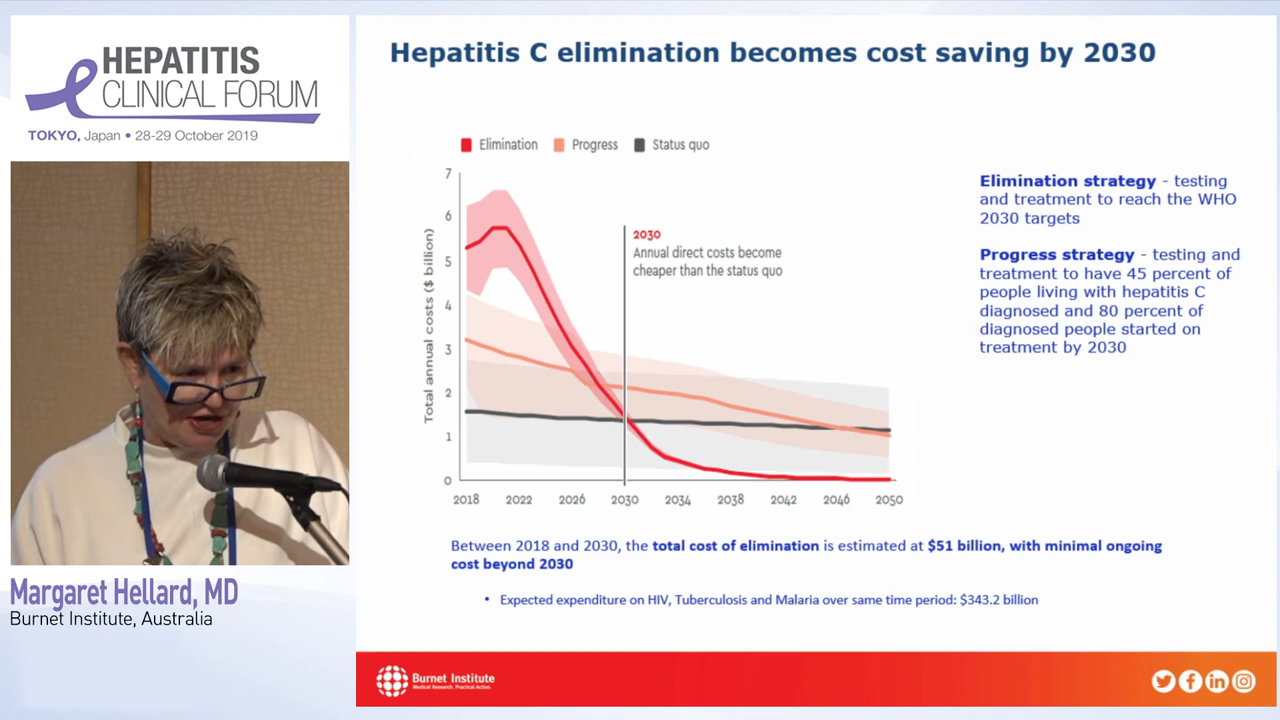 HEPATITIS
CLINICAL FORUM
TOKYO, Japan • 28-29 October 2019
Margaret Hellard, MD
Burnet Institute, Australia
Hepatitis C elimination becomes cost saving by 2030
Elimination Progress Status quo
Total annual costs ($ billion)
7
6
5
4
3
2
1
0
2030
Annual direct costs become
cheaper than the status quo
2018 2022 2026 2030 2034 2038 2042 2046 2050
Elimination strategy - testing
and treatment to reach the WHO
2030 targets
Progress strategy - testing and
treatment to have 45 percent of
people living with hepatitis C
diagnosed and 80 percent of
diagnosed people started on
treatment by 2030
Between 2018 and 2030, the total cost of elimination is estimated at $51 billion, with minimal ongoing
cost beyond 2030
• Expected expenditure on HIV, Tuberculosis and Malaria over same time period: $343.2 billion
Burnet Institute
Medical Research. Practical Action.